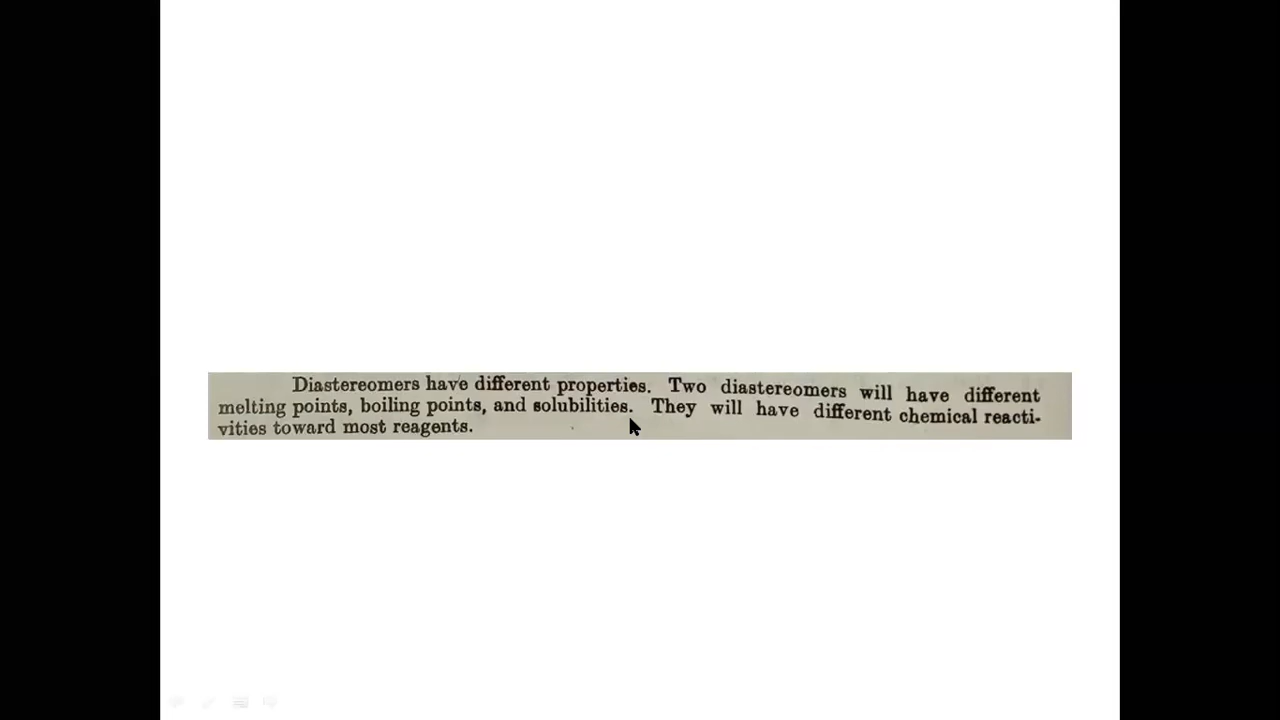 Diastereomers have different properties. Two diastereomers will have different
melting points, boiling points, and solubilities. They will have different chemical reacti-
vities toward most reagents.